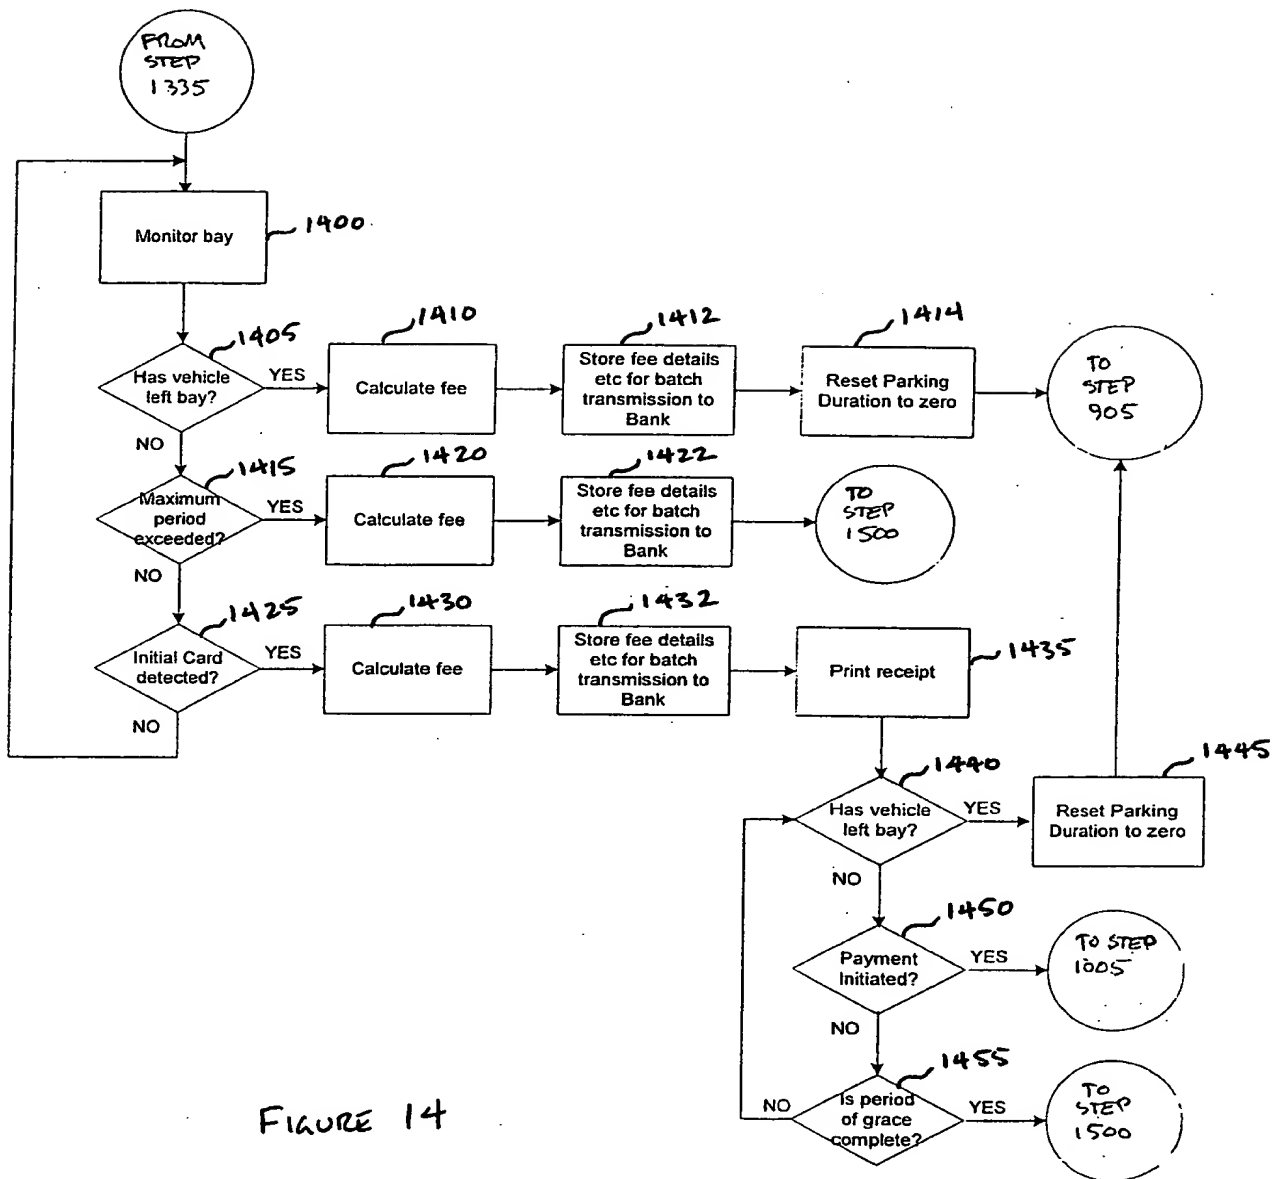 FROM
STEP
1335
Monitor bay
1400
1405
Has vehicle
left bay?
YES
NO
1410
Calculate fee
1412
Store fee details
etc for batch
transmission to
Bank
1414
Reset Parking
Duration to zero
TO
STEP
905
1415
Maximum
period
exceeded?
YES
NO
1420
Calculate fee
1422
Store fee details
etc for batch
transmission to
Bank
TO
STEP
1500
1425
Initial Card
detected?
YES
NO
1430
Calculate fee
1432
Store fee details
etc for batch
transmission to
Bank
1435
Print receipt
1440
Has vehicle
left bay?
YES
NO
1445
Reset Parking
Duration to zero
1450
Payment
Initiated?
YES
NO
TO STEP
1005
1455
Is period
of grace
complete?
NO
YES
TO
STEP
1500
FIGURE 14